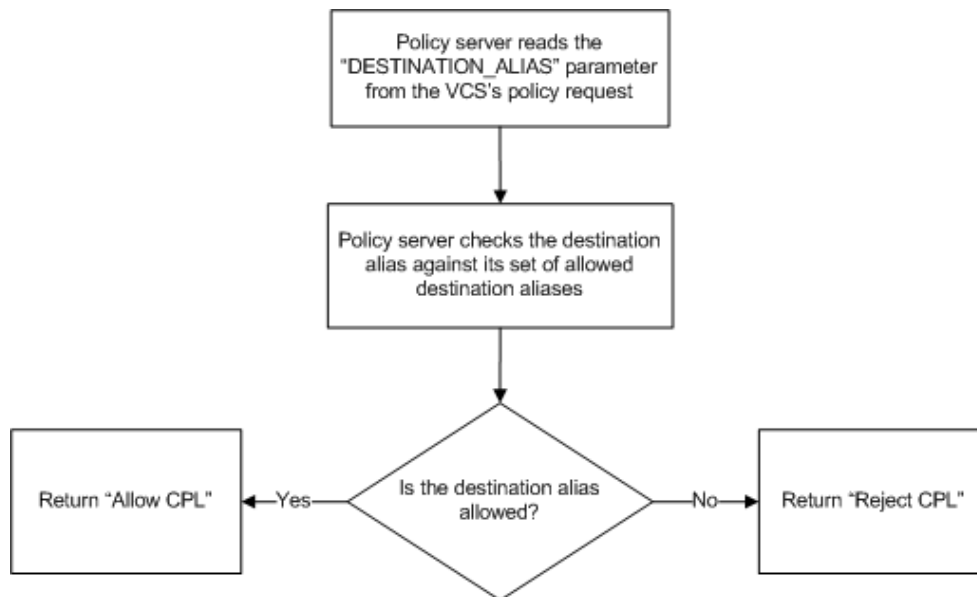 Policy server reads the
“DESTINATION_ALIAS” parameter
from the VCS’s policy request
Policy server checks the destination
alias against its set of allowed
destination aliases
Is the destination alias
allowed?
Yes
No
Return “Allow CPL”
Return “Reject CPL”